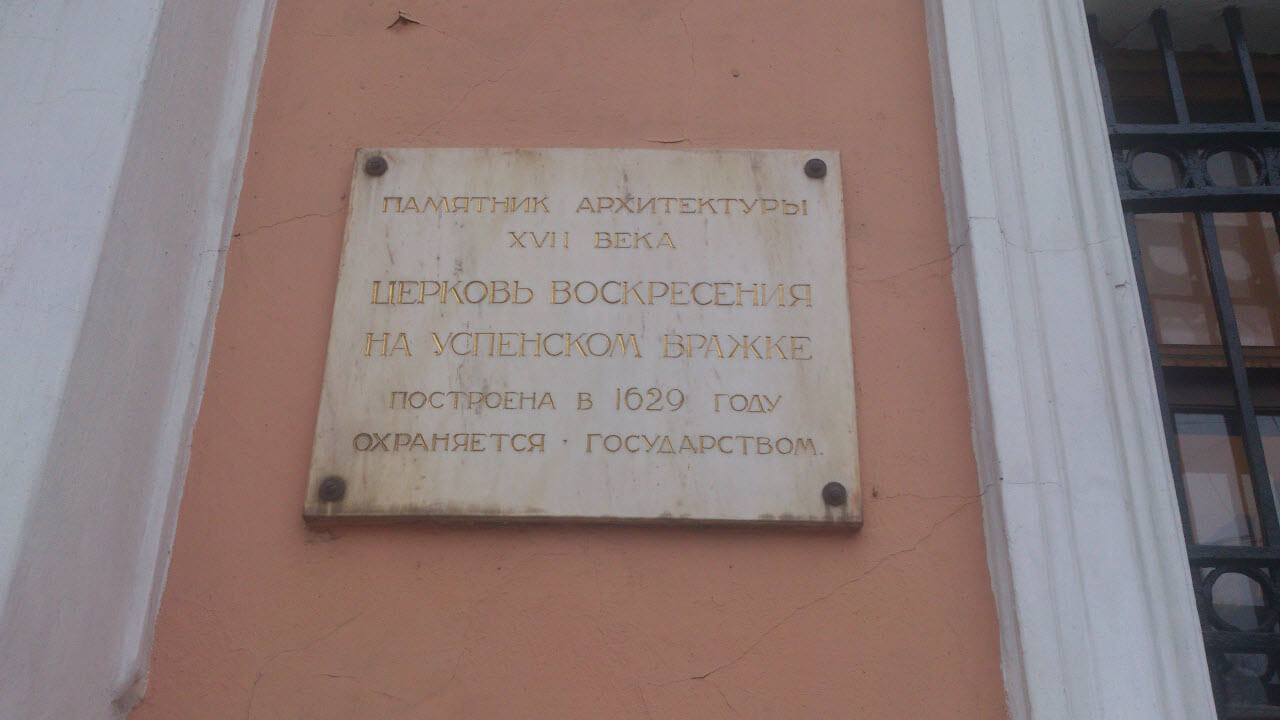 ПАМЯТНИК АРХИТЕКТУРЫ
XVII ВЕКА
ЦЕРКОВЬ ВОСКРЕСЕНИЯ
НА УСПЕНСКОМ ВРАЖКЕ
ПОСТРОЕНА В 1629 ГОДУ
ОХРАНЯЕТСЯ · ГОСУДАРСТВОМ.